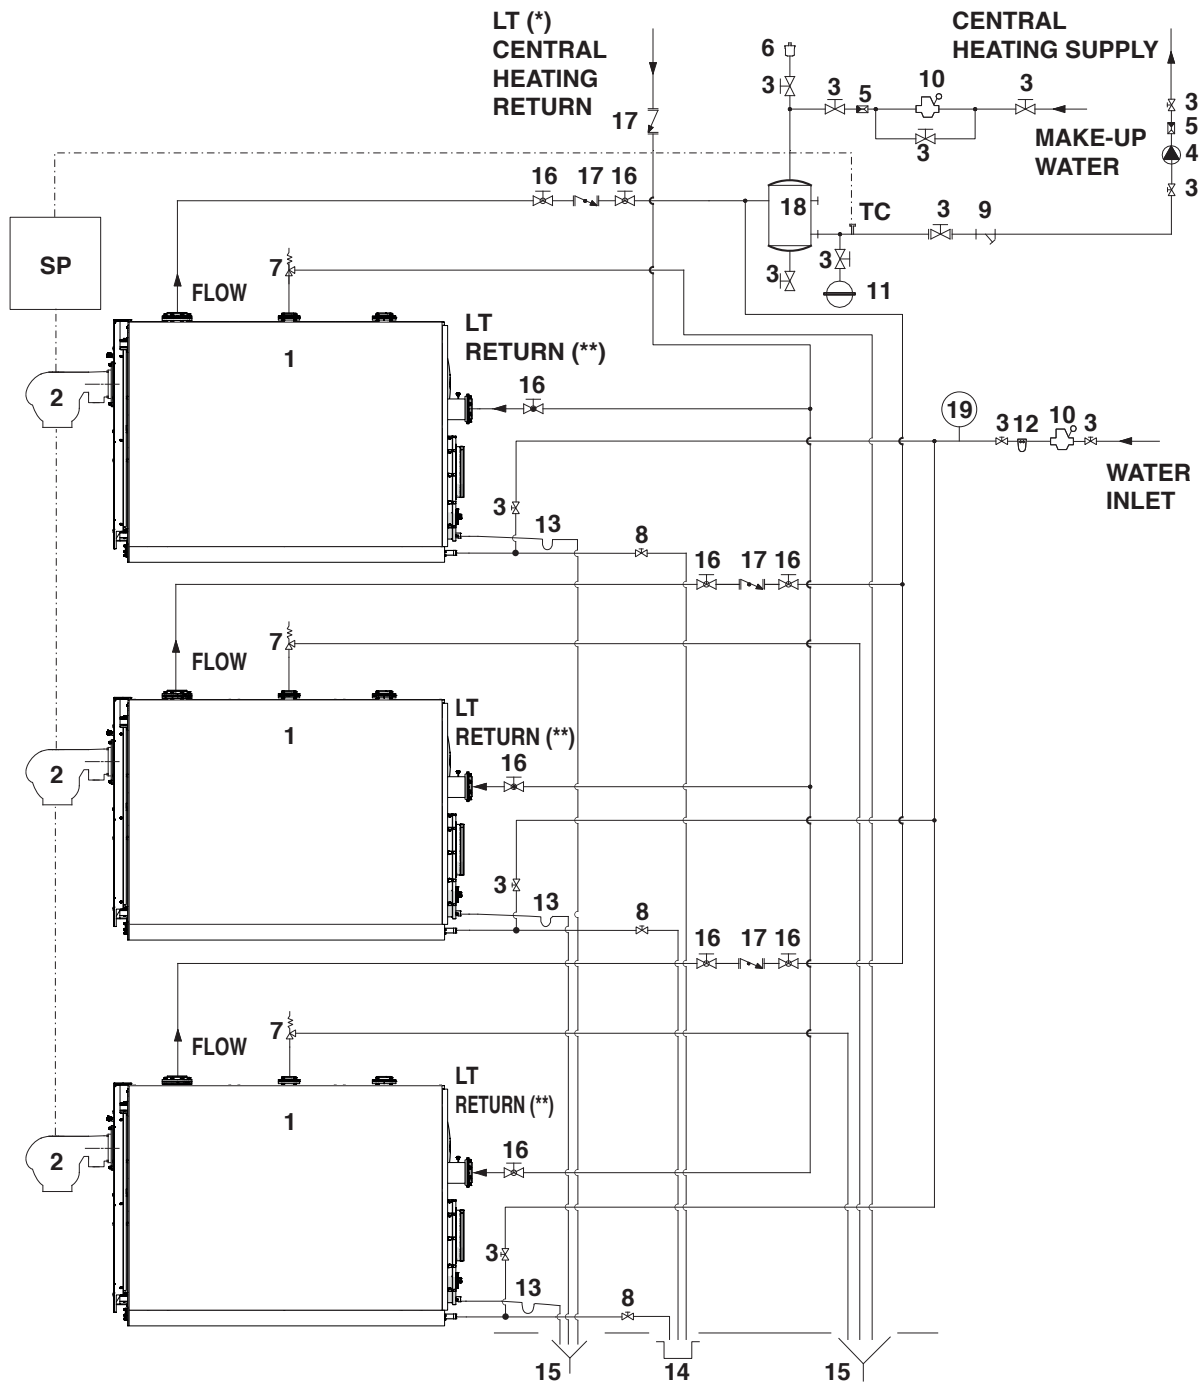 LT (*)
CENTRAL
HEATING
RETURN
CENTRAL
HEATING SUPPLY
6
3
3
5
10
3
3
5
4
3
3
MAKE-UP
WATER
17
16
17
16
18
TC
3
9
3
3
11
SP
7
FLOW
1
2
LT
RETURN (**)
16
19
3
12
10
3
WATER
INLET
3
13
8
16
17
16
7
FLOW
1
2
LT
RETURN (**)
16
3
13
8
16
17
16
7
FLOW
1
2
LT
RETURN (**)
16
3
13
8
15
14
15